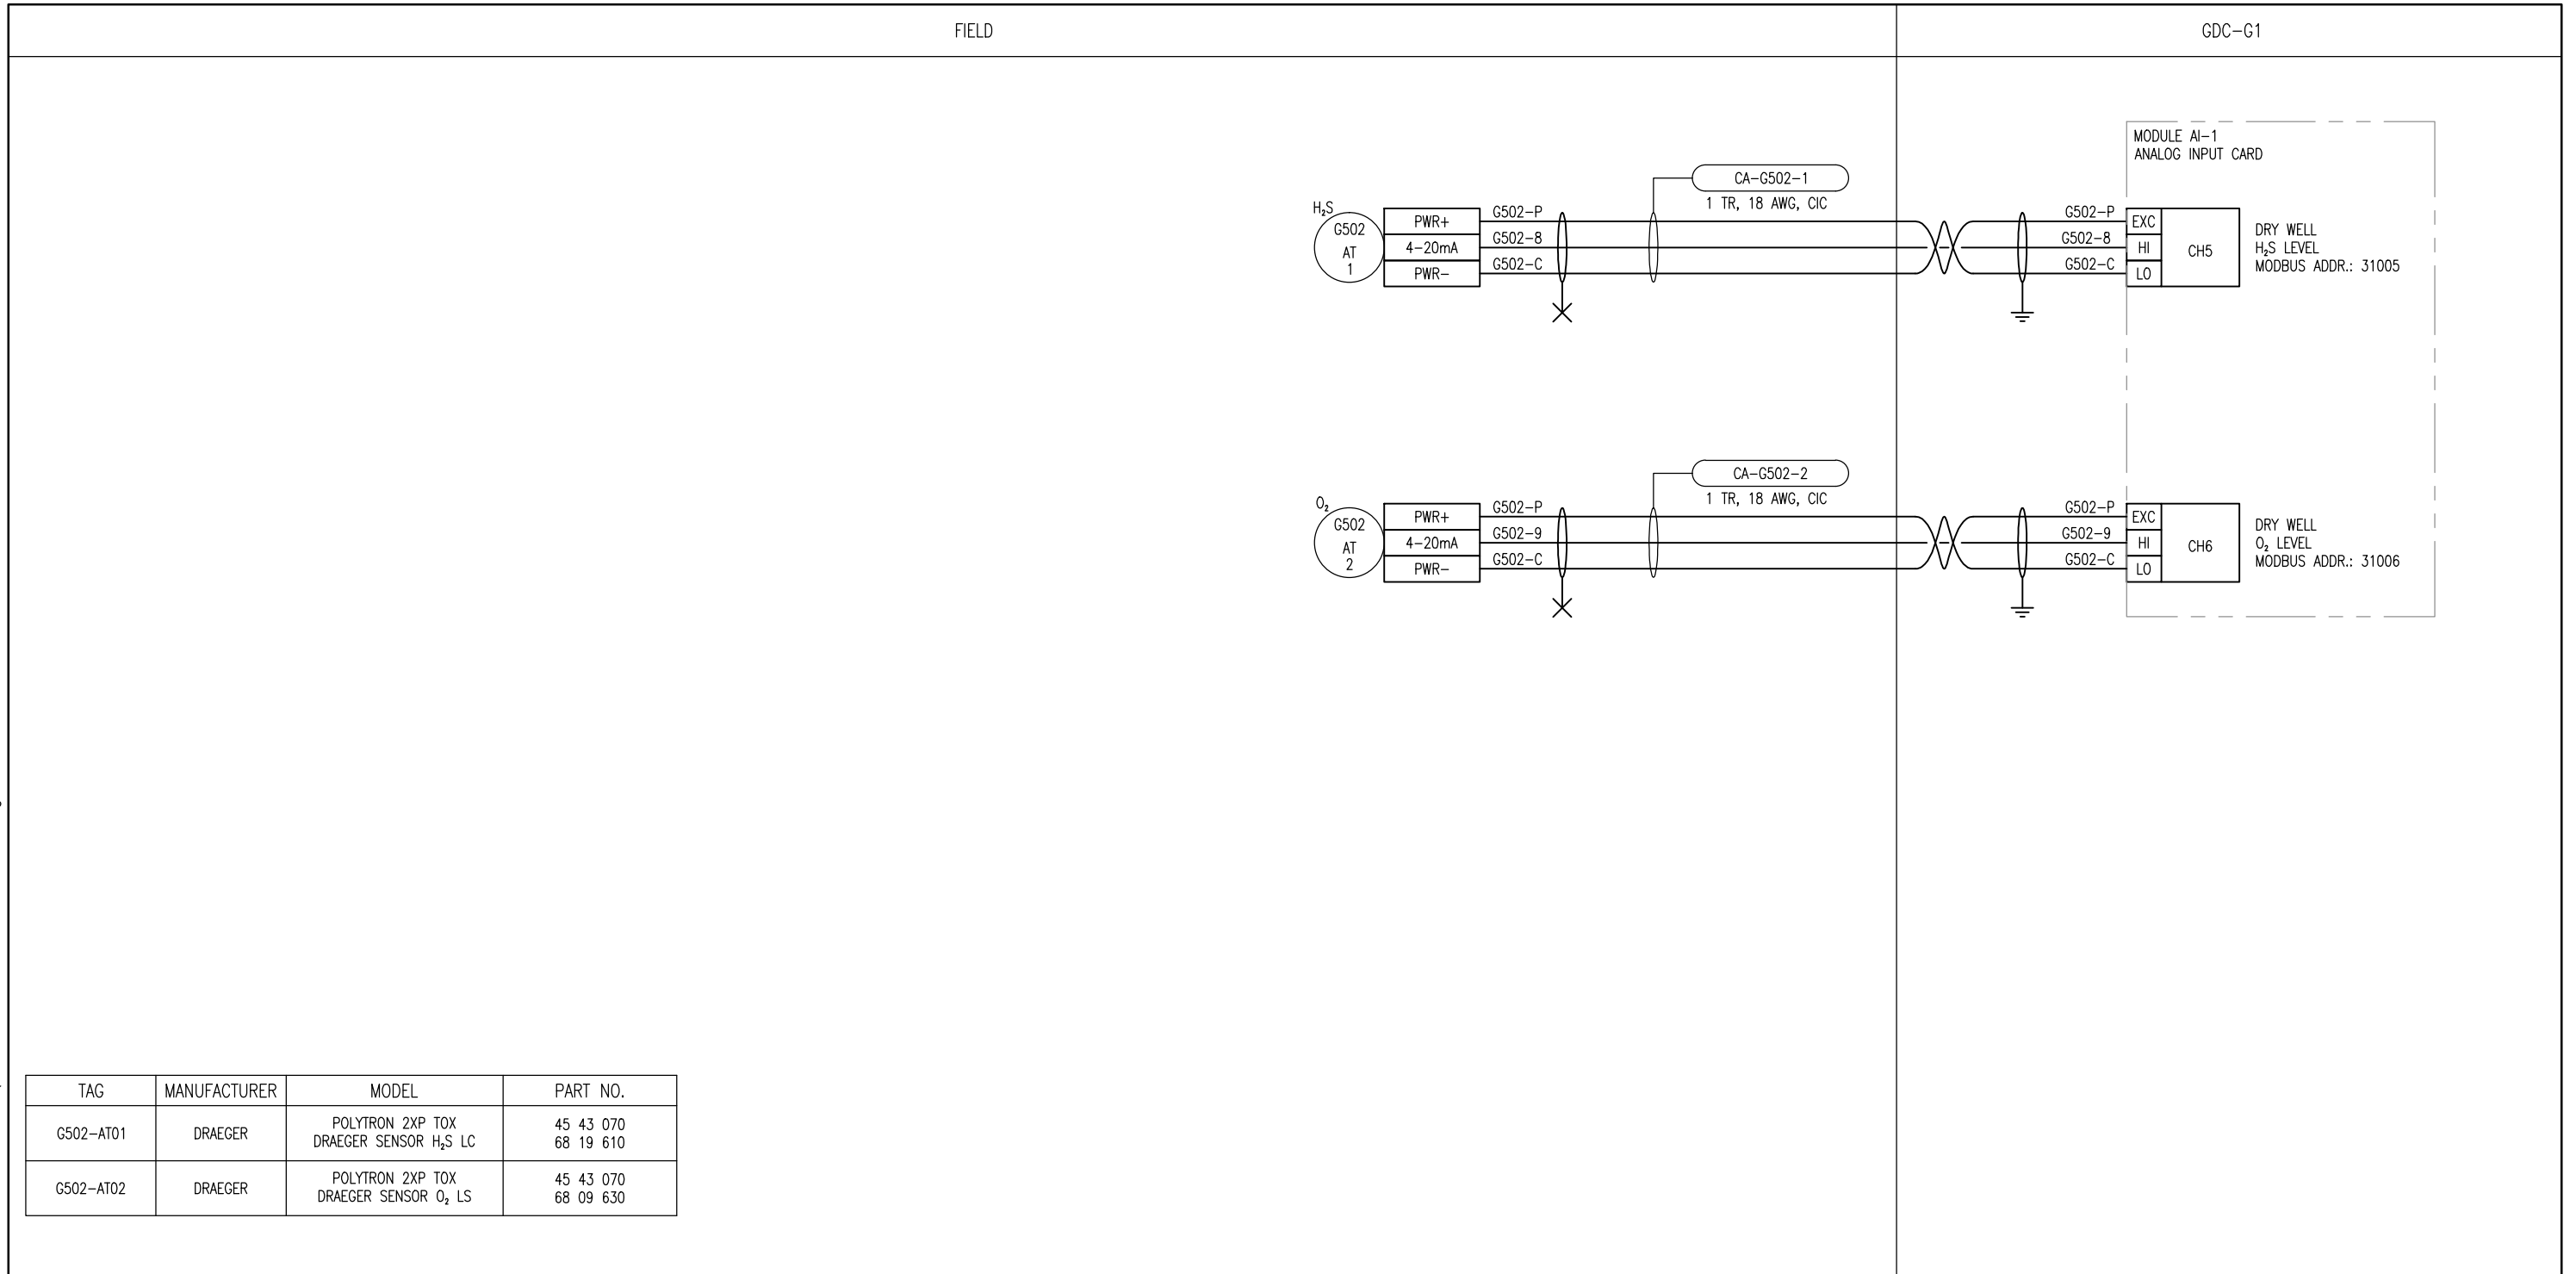 FIELD
GDC-G1
MODULE AI-1
ANALOG INPUT CARD
CA-G502-1
1 TR, 18 AWG, CIC
H₂S
G502
AT
1
PWR+
4-20mA
PWR-
G502-P
G502-8
G502-C
G502-P
G502-8
G502-C
EXC
HI
LO
CH5
DRY WELL
H₂S LEVEL
MODBUS ADDR.: 31005
CA-G502-2
1 TR, 18 AWG, CIC
O₂
G502
AT
2
PWR+
4-20mA
PWR-
G502-P
G502-9
G502-C
G502-P
G502-9
G502-C
EXC
HI
LO
CH6
DRY WELL
O₂ LEVEL
MODBUS ADDR.: 31006
TAG MANUFACTURER MODEL PART NO.
G502-AT01 DRAEGER POLYTRON 2XP TOX 45 43 070
DRAEGER SENSOR H₂S LC 68 19 610
G502-AT02 DRAEGER POLYTRON 2XP TOX 45 43 070
DRAEGER SENSOR O₂ LS 68 09 630